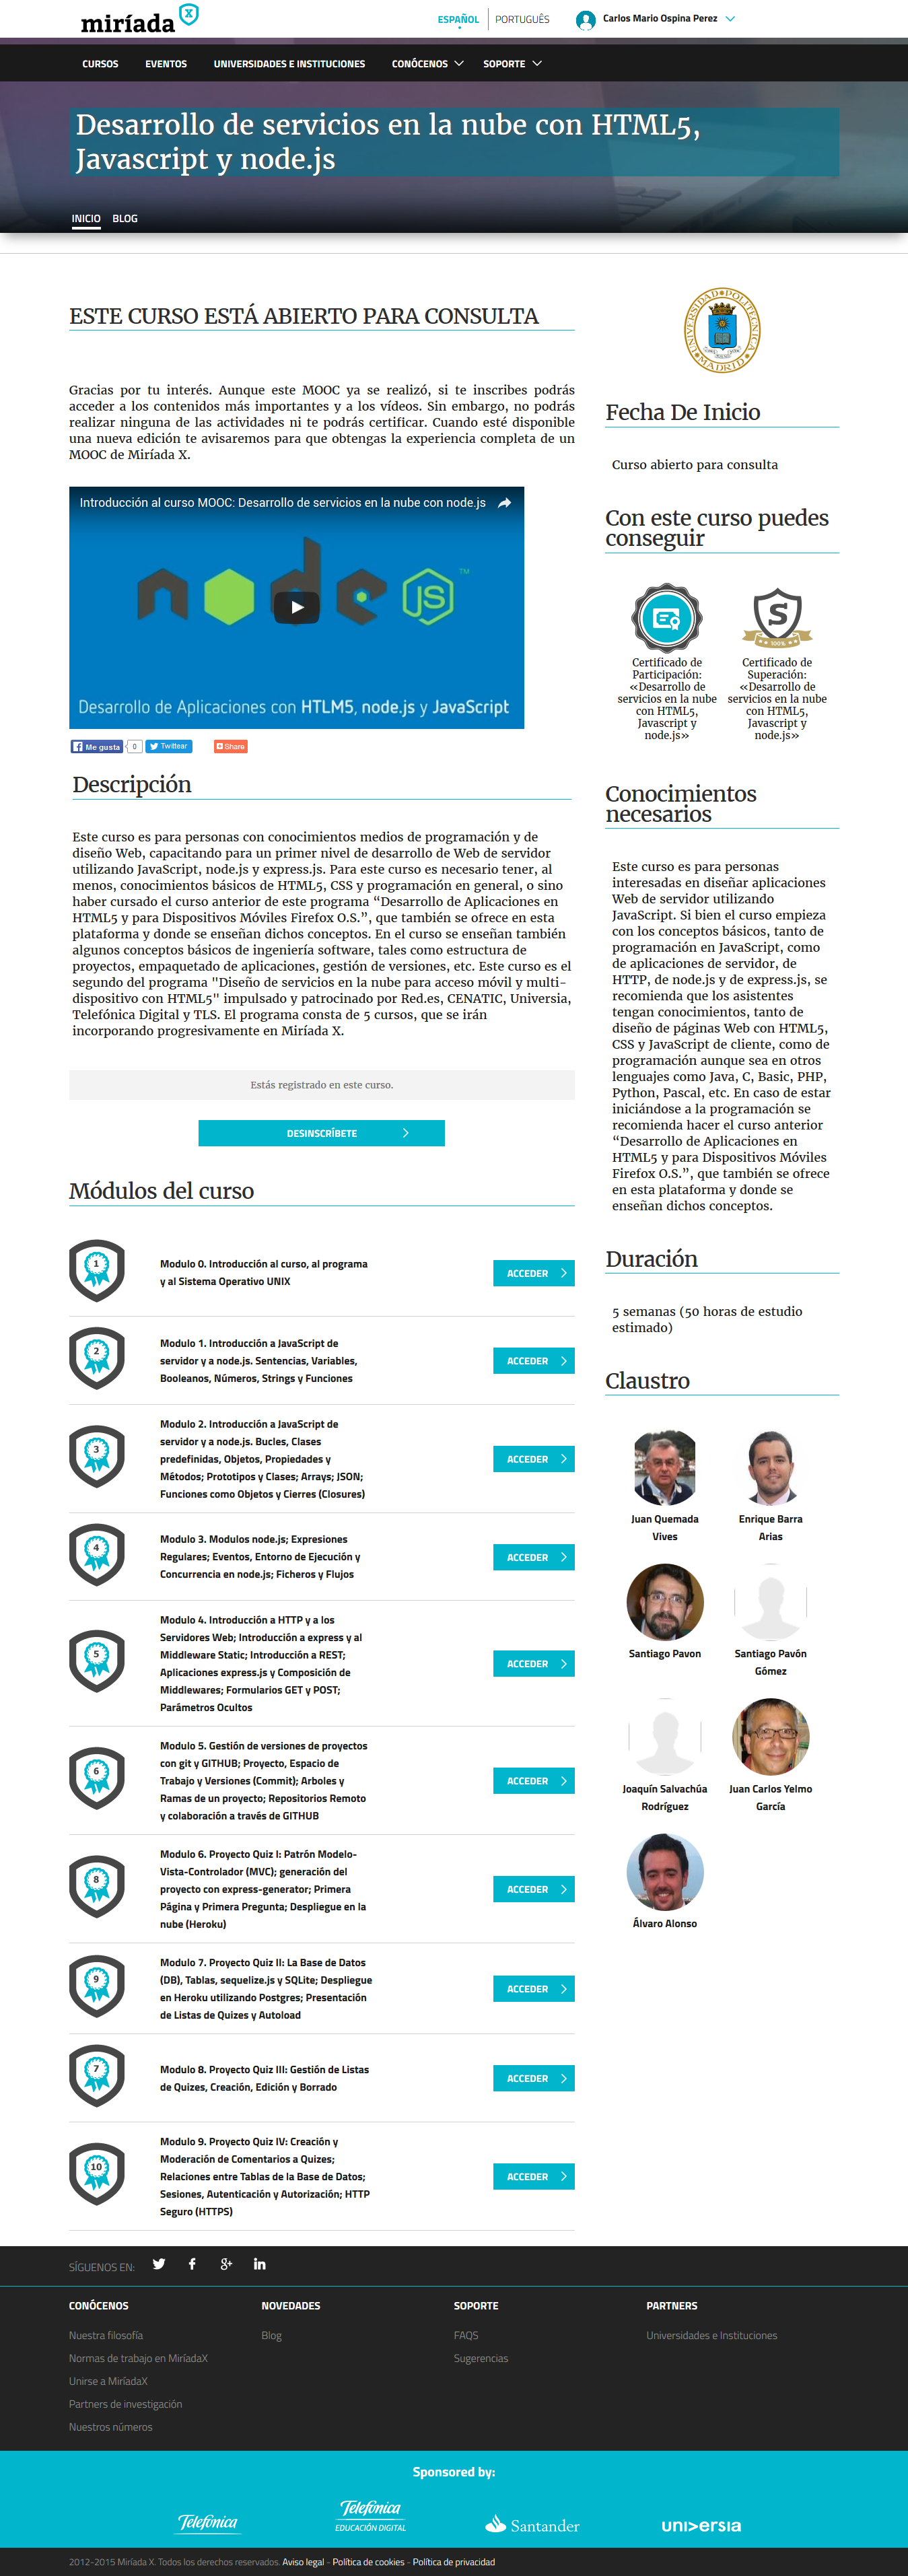 miríada X
ESPAÑOL PORTUGUÊS Carlos Mario Ospina Perez
CURSOS EVENTOS UNIVERSIDADES E INSTITUCIONES CONÓCENOS SOPORTE
Desarrollo de servicios en la nube con HTML5,
Javascript y node.js
INICIO BLOG
ESTE CURSO ESTÁ ABIERTO PARA CONSULTA
Gracias por tu interés. Aunque este MOOC ya se realizó, si te inscribes podrás
acceder a los contenidos más importantes y a los vídeos. Sin embargo, no podrás
realizar ninguna de las actividades ni te podrás certificar. Cuando esté disponible
una nueva edición te avisaremos para que obtengas la experiencia completa de un
MOOC de Miríada X.
Introducción al curso MOOC: Desarrollo de servicios en la nube con node.js
node JS TM
Desarrollo de Aplicaciones con HTLM5, node.js y JavaScript
Me gusta 0 Twittear Share
Descripción
Este curso es para personas con conocimientos medios de programación y de
diseño Web, capacitando para un primer nivel de desarrollo de Web de servidor
utilizando JavaScript, node.js y express.js. Para este curso es necesario tener, al
menos, conocimientos básicos de HTML5, CSS y programación en general, o sino
haber cursado el curso anterior de este programa “Desarrollo de Aplicaciones en
HTML5 y para Dispositivos Móviles Firefox O.S.”, que también se ofrece en esta
plataforma y donde se enseñan dichos conceptos. En el curso se enseñan también
algunos conceptos básicos de ingeniería software, tales como estructura de
proyectos, empaquetado de aplicaciones, gestión de versiones, etc. Este curso es el
segundo del programa "Diseño de servicios en la nube para acceso móvil y multi-
dispositivo con HTML5" impulsado y patrocinado por Red.es, CENATIC, Universia,
Telefónica Digital y TLS. El programa consta de 5 cursos, que se irán
incorporando progresivamente en Miríada X.
Estás registrado en este curso.
DESINSCRÍBETE
Módulos del curso
1
Modulo 0. Introducción al curso, al programa
y al Sistema Operativo UNIX
ACCEDER
2
Modulo 1. Introducción a JavaScript de
servidor y a node.js. Sentencias, Variables,
Booleanos, Números, Strings y Funciones
ACCEDER
3
Modulo 2. Introducción a JavaScript de
servidor y a node.js. Bucles, Clases
predefinidas, Objetos, Propiedades y
Métodos; Prototipos y Clases; Arrays; JSON;
Funciones como Objetos y Cierres (Closures)
ACCEDER
4
Modulo 3. Modulos node.js; Expresiones
Regulares; Eventos, Entorno de Ejecución y
Concurrencia en node.js; Ficheros y Flujos
ACCEDER
5
Modulo 4. Introducción a HTTP y a los
Servidores Web; Introducción a express y al
Middleware Static; Introducción a REST;
Aplicaciones express.js y Composición de
Middlewares; Formularios GET y POST;
Parámetros Ocultos
ACCEDER
6
Modulo 5. Gestión de versiones de proyectos
con git y GITHUB; Proyecto, Espacio de
Trabajo y Versiones (Commit); Arboles y
Ramas de un proyecto; Repositorios Remoto
y colaboración a través de GITHUB
ACCEDER
8
Modulo 6. Proyecto Quiz I: Patrón Modelo-
Vista-Controlador (MVC); generación del
proyecto con express-generator; Primera
Página y Primera Pregunta; Despliegue en la
nube (Heroku)
ACCEDER
9
Modulo 7. Proyecto Quiz II: La Base de Datos
(DB), Tablas, sequelize.js y SQLite; Despliegue
en Heroku utilizando Postgres; Presentación
de Listas de Quizes y Autoload
ACCEDER
7
Modulo 8. Proyecto Quiz III: Gestión de Listas
de Quizes, Creación, Edición y Borrado
ACCEDER
10
Modulo 9. Proyecto Quiz IV: Creación y
Moderación de Comentarios a Quizes;
Relaciones entre Tablas de la Base de Datos;
Sesiones, Autenticación y Autorización; HTTP
Seguro (HTTPS)
ACCEDER
UNIVERSIDAD POLITECNICA MADRID
Fecha De Inicio
Curso abierto para consulta
Con este curso puedes
conseguir
S
100%
Certificado de
Participación:
«Desarrollo de
servicios en la nube
con HTML5,
Javascript y
node.js»
Certificado de
Superación:
«Desarrollo de
servicios en la nube
con HTML5,
Javascript y
node.js»
Conocimientos
necesarios
Este curso es para personas
interesadas en diseñar aplicaciones
Web de servidor utilizando
JavaScript. Si bien el curso empieza
con los conceptos básicos, tanto de
programación en JavaScript, como
de aplicaciones de servidor, de
HTTP, de node.js y de express.js, se
recomienda que los asistentes
tengan conocimientos, tanto de
diseño de páginas Web con HTML5,
CSS y JavaScript de cliente, como de
programación aunque sea en otros
lenguajes como Java, C, Basic, PHP,
Python, Pascal, etc. En caso de estar
iniciándose a la programación se
recomienda hacer el curso anterior
“Desarrollo de Aplicaciones en
HTML5 y para Dispositivos Móviles
Firefox O.S.”, que también se ofrece
en esta plataforma y donde se
enseñan dichos conceptos.
Duración
5 semanas (50 horas de estudio
estimado)
Claustro
Juan Quemada
Vives
Enrique Barra
Arias
Santiago Pavon
Santiago Pavón
Gómez
Joaquín Salvachúa
Rodríguez
Juan Carlos Yelmo
García
Álvaro Alonso
SÍGUENOS EN:
CONÓCENOS
Nuestra filosofía
Normas de trabajo en MiríadaX
Unirse a MiríadaX
Partners de investigación
Nuestros números
NOVEDADES
Blog
SOPORTE
FAQS
Sugerencias
PARTNERS
Universidades e Instituciones
Sponsored by:
Telefónica
Telefónica
EDUCACIÓN DIGITAL
Santander
universia
2012-2015 Miríada X. Todos los derechos reservados. Aviso legal - Política de cookies - Política de privacidad